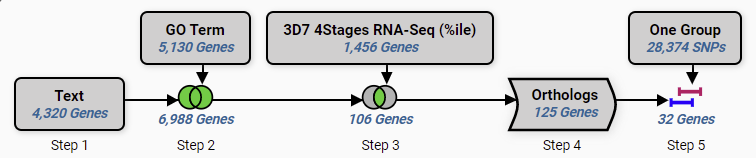 GO Term
5,130 Genes
3D7 4Stages RNA-Seq (%ile)
1,456 Genes
One Group
28,374 SNPs
Text
4,320 Genes
6,988 Genes
106 Genes
Orthologs
125 Genes
32 Genes
Step 1
Step 2
Step 3
Step 4
Step 5